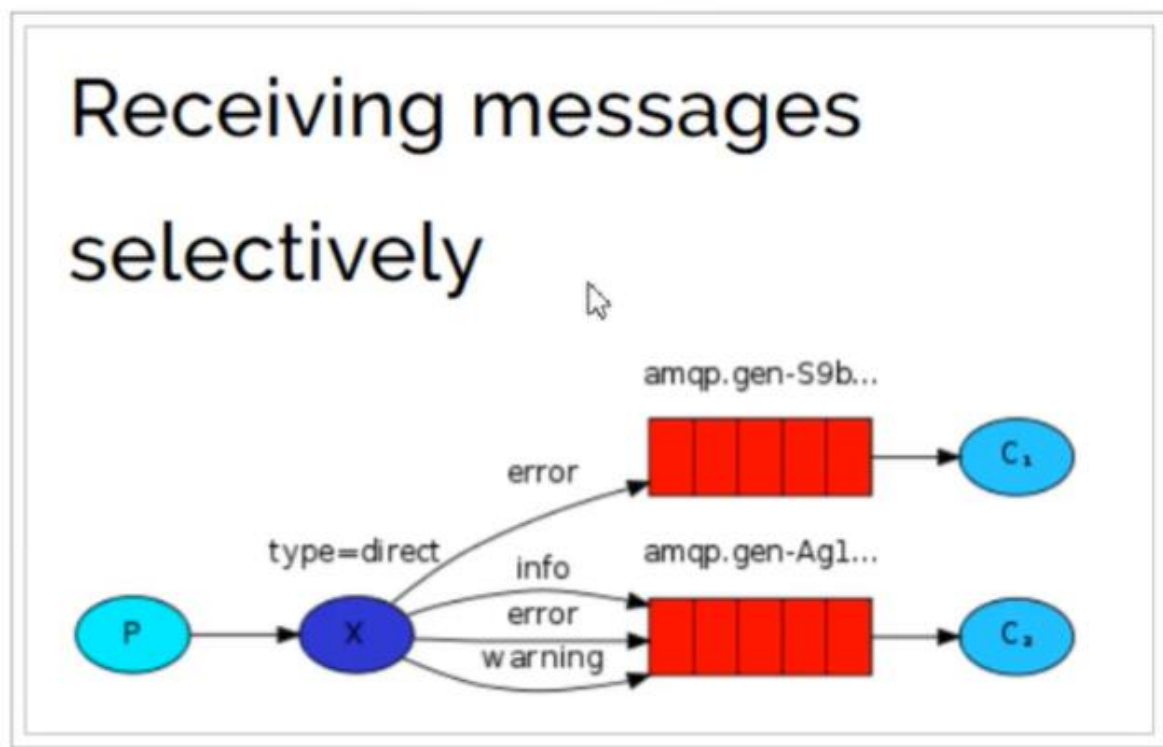 Receiving messages
selectively
amqp.gen-S9b...
error
C₁
type=direct
info
amqp.gen-Ag1...
error
P
X
warning
C₂